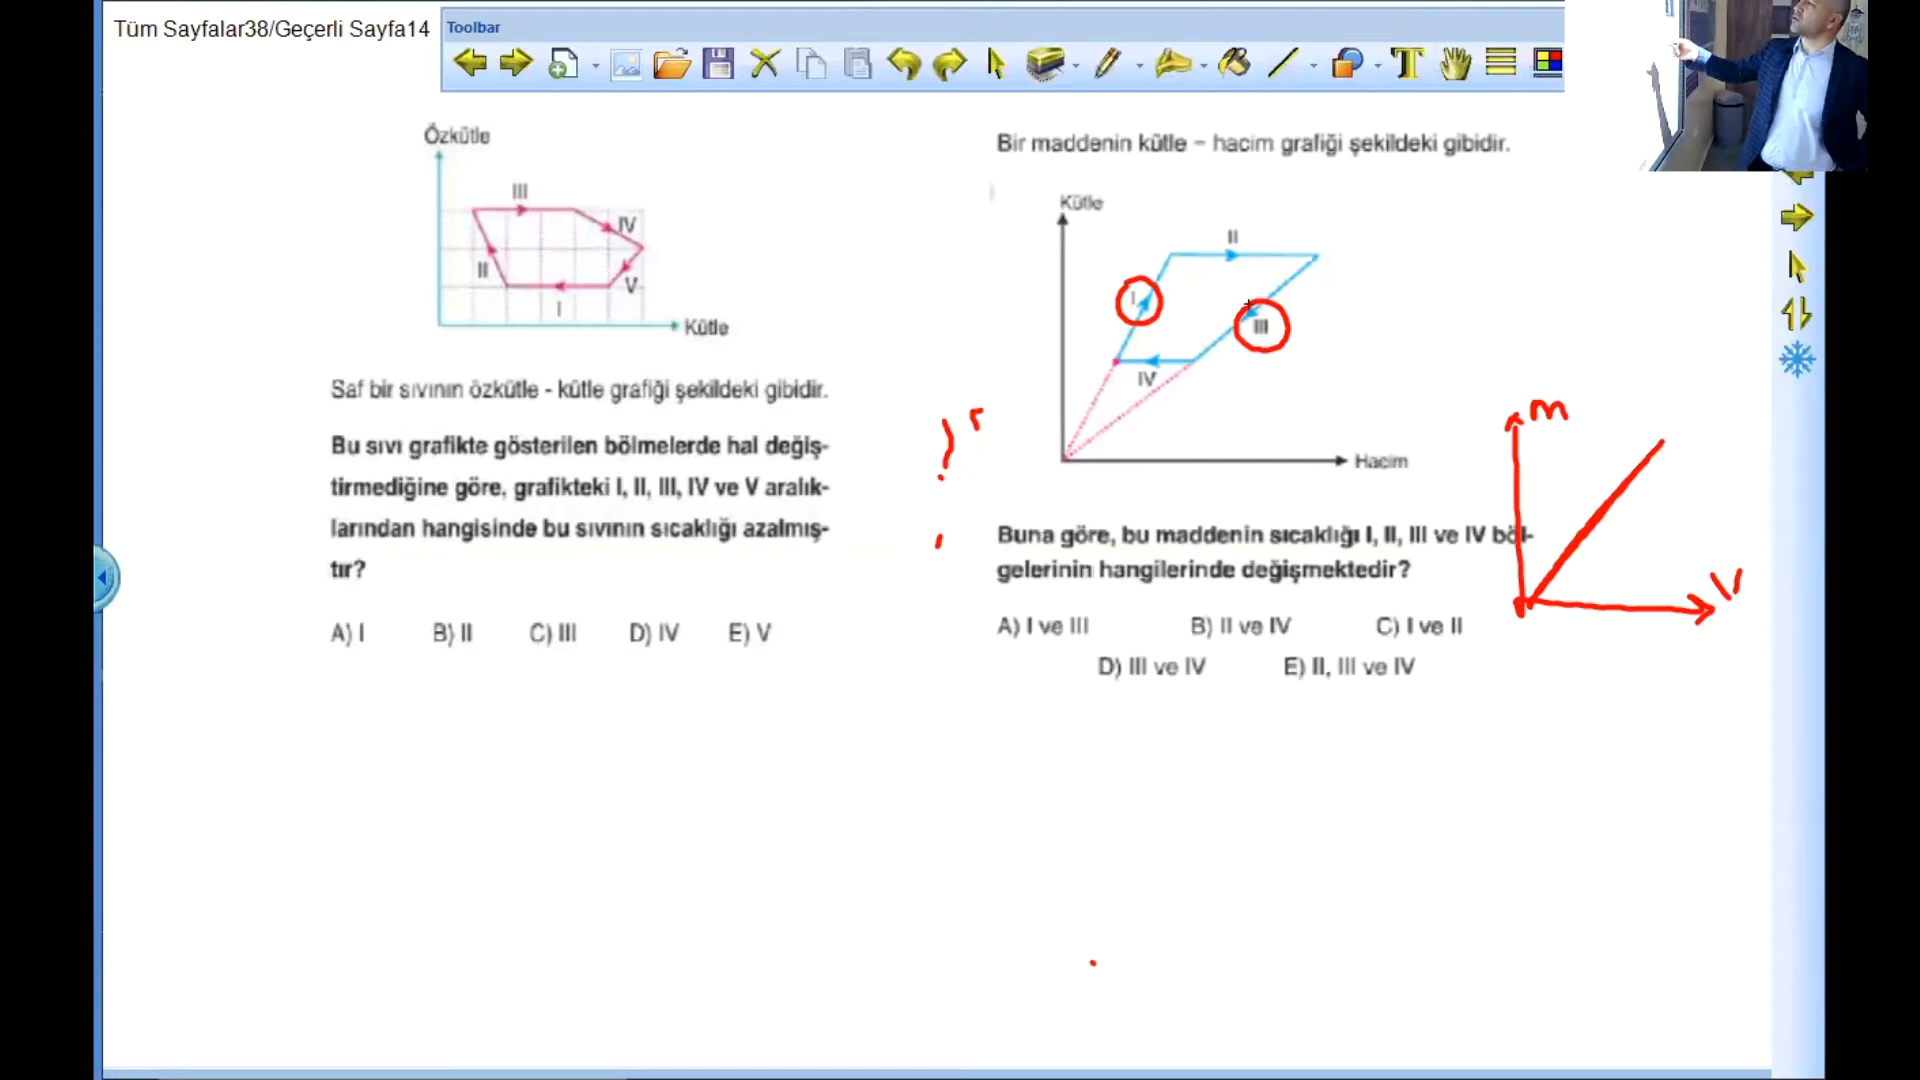 Tüm Sayfalar38/Geçerli Sayfa14
Toolbar
Özkütle
III
IV
II
V
I
Kütle
Saf bir sıvının özkütle - kütle grafiği şekildeki gibidir.
Bu sıvı grafikte gösterilen bölmelerde hal değiş-
tirmediğine göre, grafikteki I, II, III, IV ve V aralık-
larından hangisinde bu sıvının sıcaklığı azalmış-
tır?
A) I B) II C) III D) IV E) V
Bir maddenin kütle – hacim grafiği şekildeki gibidir.
Kütle
II
I
III
IV
Hacim
Buna göre, bu maddenin sıcaklığı I, II, III ve IV böl-
gelerinin hangilerinde değişmektedir?
A) I ve III B) II ve IV C) I ve II
D) III ve IV E) II, III ve IV
m